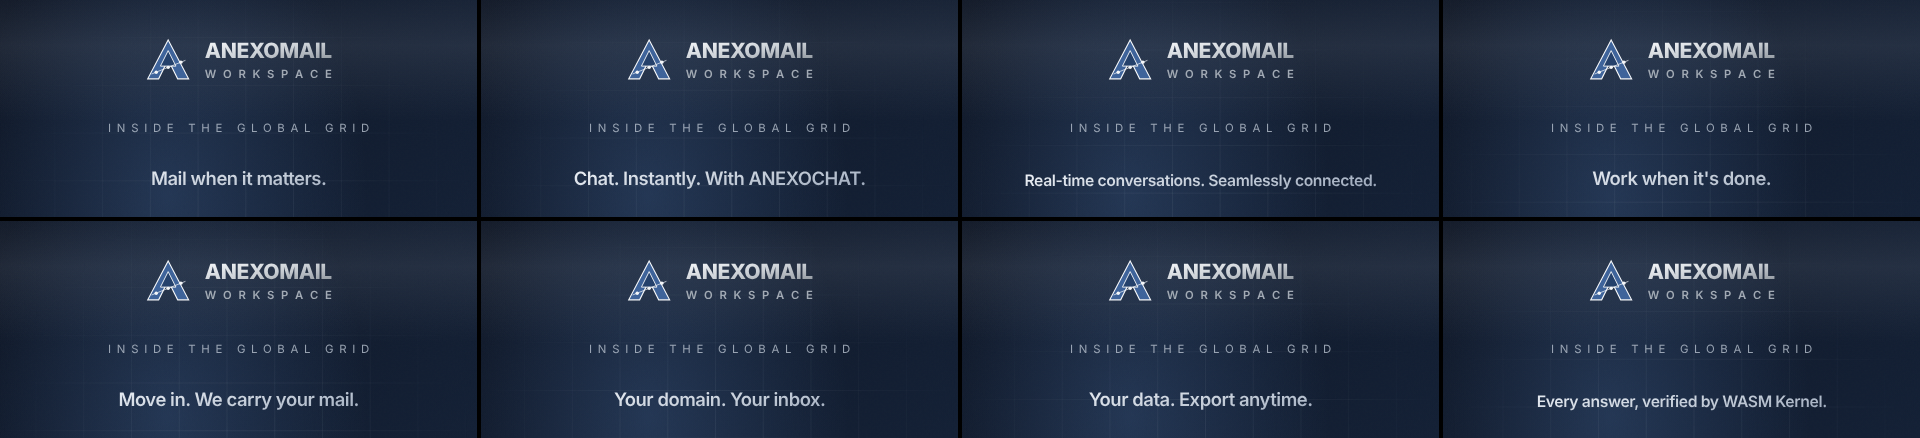 ANEXOMAIL
WORKSPACE
INSIDE THE GLOBAL GRID
Mail when it matters.
ANEXOMAIL
WORKSPACE
INSIDE THE GLOBAL GRID
Chat. Instantly. With ANEXOCHAT.
ANEXOMAIL
WORKSPACE
INSIDE THE GLOBAL GRID
Real-time conversations. Seamlessly connected.
ANEXOMAIL
WORKSPACE
INSIDE THE GLOBAL GRID
Work when it's done.
ANEXOMAIL
WORKSPACE
INSIDE THE GLOBAL GRID
Move in. We carry your mail.
ANEXOMAIL
WORKSPACE
INSIDE THE GLOBAL GRID
Your domain. Your inbox.
ANEXOMAIL
WORKSPACE
INSIDE THE GLOBAL GRID
Your data. Export anytime.
ANEXOMAIL
WORKSPACE
INSIDE THE GLOBAL GRID
Every answer, verified by WASM Kernel.